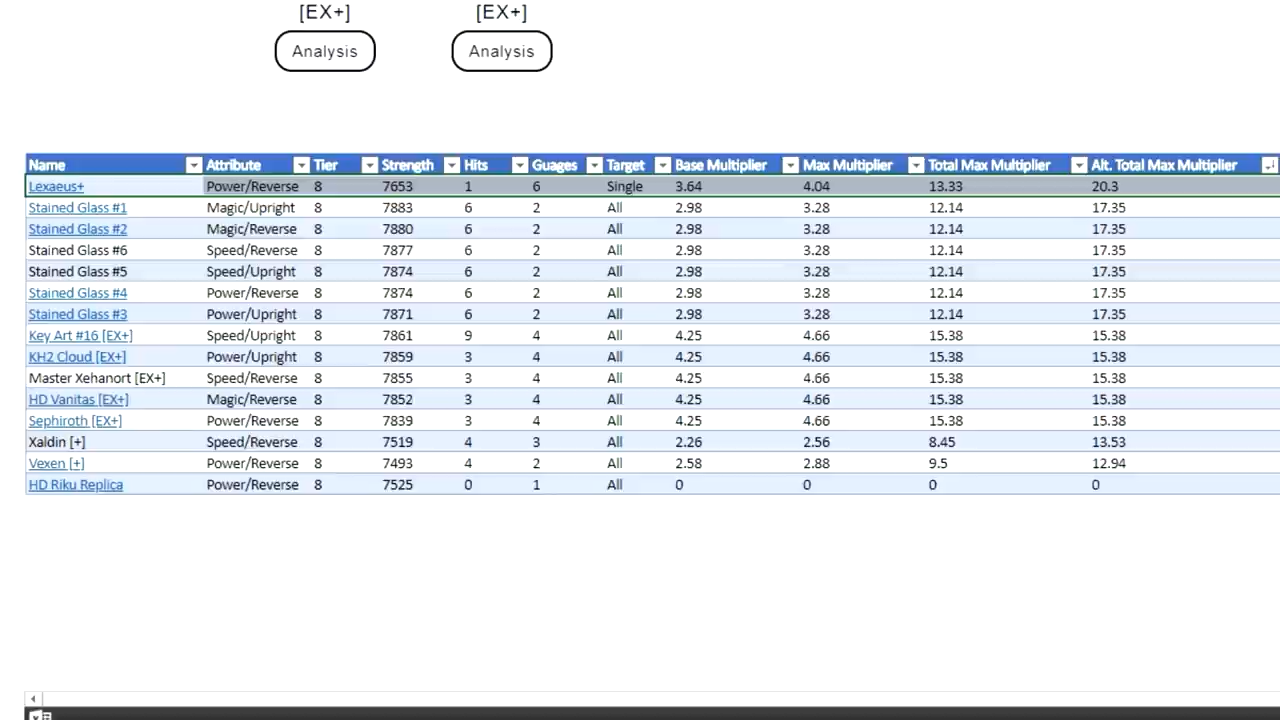 [EX+] [EX+]
Analysis Analysis
Name Attribute Tier Strength Hits Guages Target Base Multiplier Max Multiplier Total Max Multiplier Alt. Total Max Multiplier
Lexaeus+ Power/Reverse 8 7653 1 6 Single 3.64 4.04 13.33 20.3
Stained Glass #1 Magic/Upright 8 7883 6 2 All 2.98 3.28 12.14 17.35
Stained Glass #2 Magic/Reverse 8 7880 6 2 All 2.98 3.28 12.14 17.35
Stained Glass #6 Speed/Reverse 8 7877 6 2 All 2.98 3.28 12.14 17.35
Stained Glass #5 Speed/Upright 8 7874 6 2 All 2.98 3.28 12.14 17.35
Stained Glass #4 Power/Reverse 8 7874 6 2 All 2.98 3.28 12.14 17.35
Stained Glass #3 Power/Upright 8 7871 6 2 All 2.98 3.28 12.14 17.35
Key Art #16 [EX+] Speed/Upright 8 7861 9 4 All 4.25 4.66 15.38 15.38
KH2 Cloud [EX+] Power/Upright 8 7859 3 4 All 4.25 4.66 15.38 15.38
Master Xehanort [EX+] Speed/Reverse 8 7855 3 4 All 4.25 4.66 15.38 15.38
HD Vanitas [EX+] Magic/Reverse 8 7852 3 4 All 4.25 4.66 15.38 15.38
Sephiroth [EX+] Power/Reverse 8 7839 3 4 All 4.25 4.66 15.38 15.38
Xaldin [+] Speed/Reverse 8 7519 4 3 All 2.26 2.56 8.45 13.53
Vexen [+] Power/Reverse 8 7493 4 2 All 2.58 2.88 9.5 12.94
HD Riku Replica Power/Reverse 8 7525 0 1 All 0 0 0 0